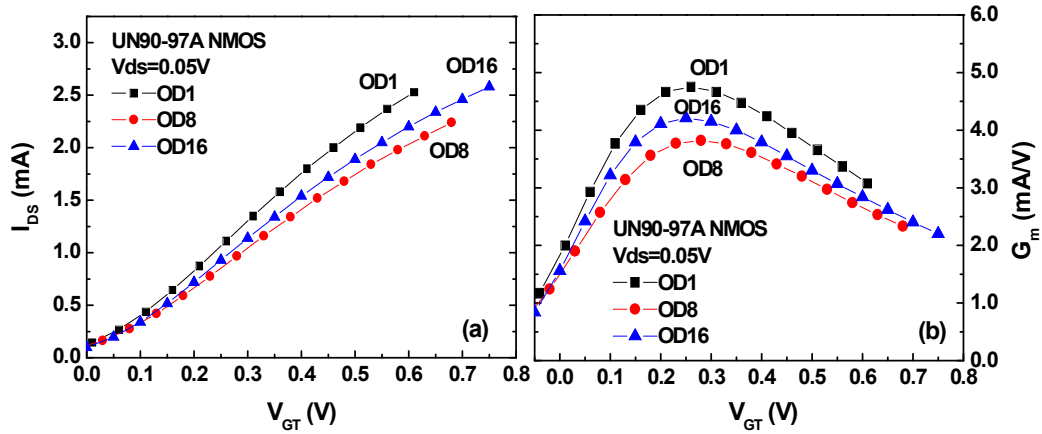 3.0
2.5
2.0
1.5
1.0
0.5
0.0
I_DS (mA)
UN90-97A NMOS
Vds=0.05V
OD1
OD8
OD16
OD1
OD16
OD8
(a)
0.0 0.1 0.2 0.3 0.4 0.5 0.6 0.7 0.8
V_GT (V)
OD1
OD16
OD8
UN90-97A NMOS
Vds=0.05V
OD1
OD8
OD16
(b)
6.0
5.0
4.0
3.0
2.0
1.0
0.0
G_m (mA/V)
0.0 0.1 0.2 0.3 0.4 0.5 0.6 0.7 0.8
V_GT (V)